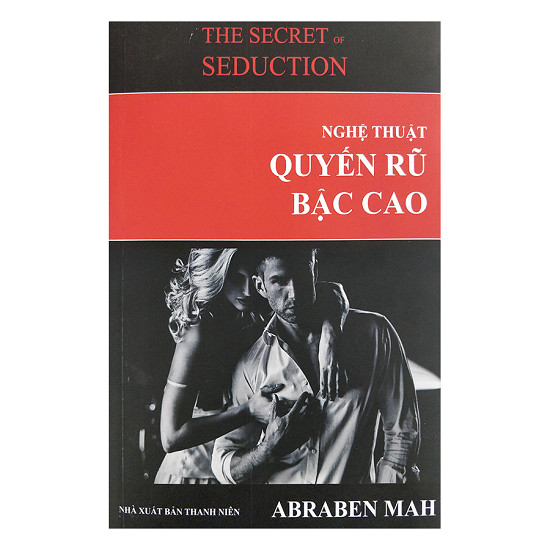 THE SECRET OF
SEDUCTION
NGHỆ THUẬT
QUYẾN RŨ
BẬC CAO
NHÀ XUẤT BẢN THANH NIÊN
ABRABEN MAH